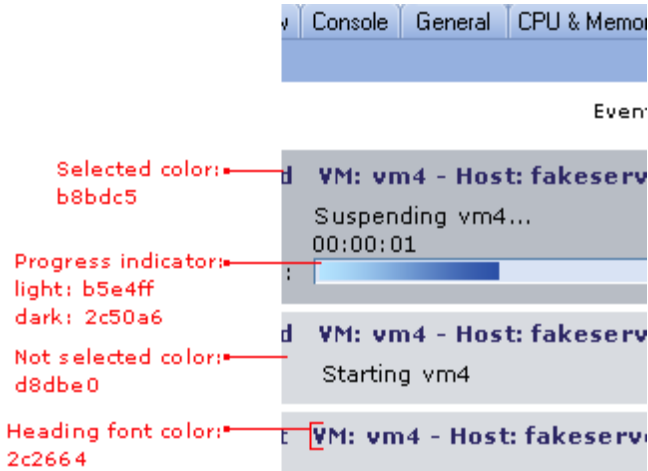 Console General CPU & Memor
Event
Selected color:
b8bdc5
d VM: vm4 - Host: fakeserv
Suspending vm4...
00:00:01
Progress indicator:
light: b5e4ff
dark: 2c50a6
:
d VM: vm4 - Host: fakeserv
Starting vm4
Not selected color:
d8dbe0
Heading font color:
2c2664
t VM: vm4 - Host: fakeserve